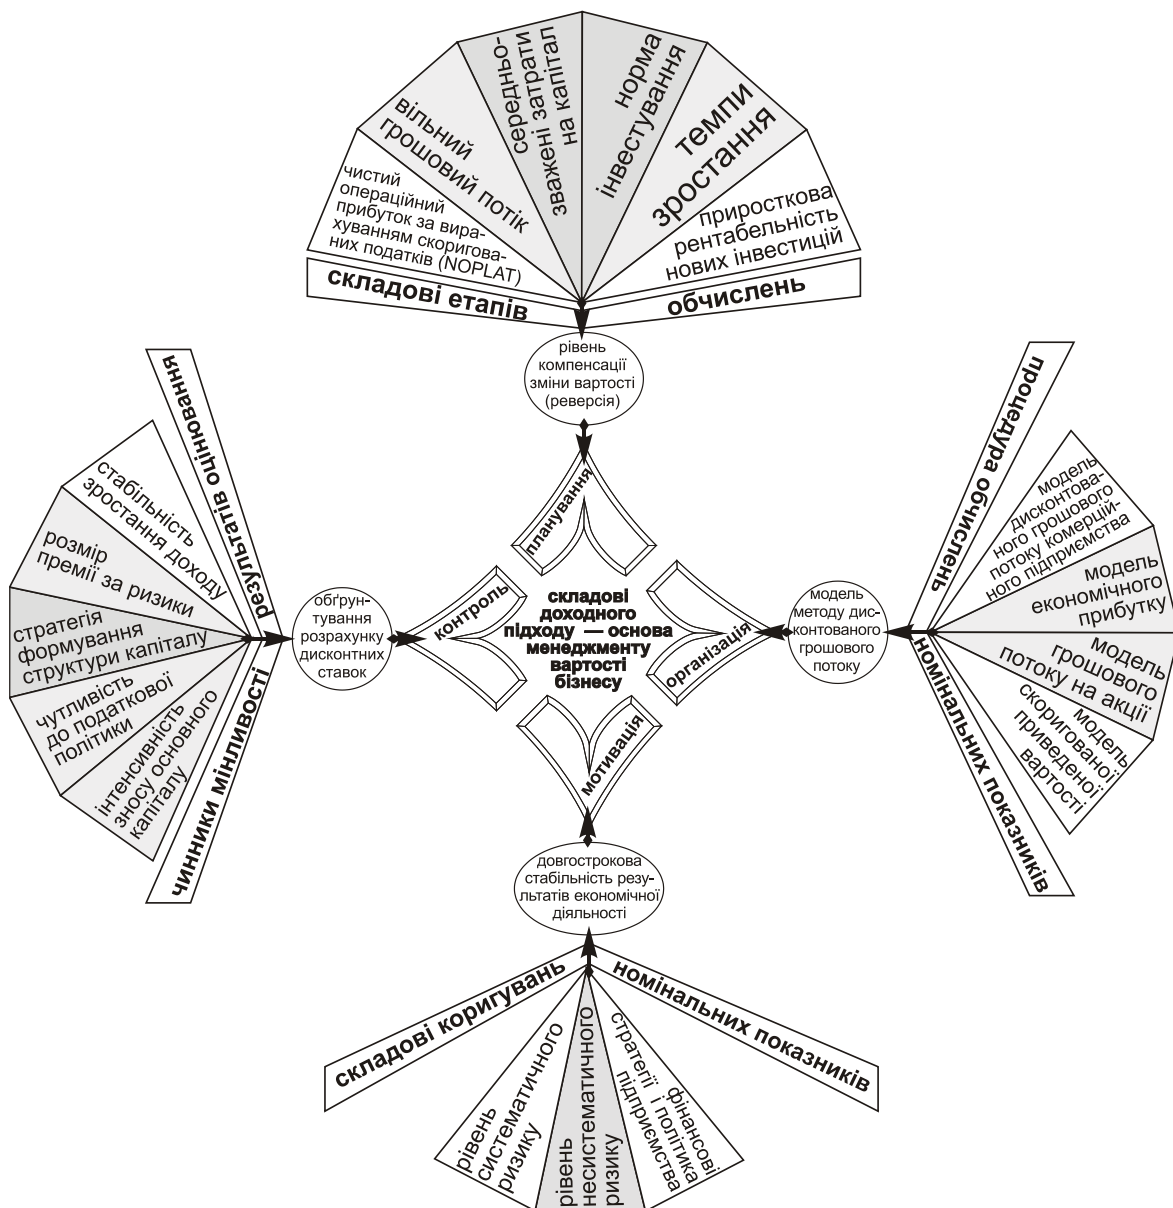 чистий
операційний
прибуток за вира-
хуванням скоригова-
них податків (NOPLAT)
вільний
грошовий потік
середньо-
зважені затрати
на капітал
норма
інвестування
темпи
зростання
приросткова
рентабельність
нових інвестицій
складові етапів
обчислень
рівень
компенсації
зміни вартості
(реверсія)
результатів оцінювання
стабільність
зростання доходу
розмір
премії за ризики
стратегія
формування
структури капіталу
чутливість
до податкової
політики
інтенсивність
зносу основного
капіталу
чинники мінливості
обґрун-
тування
розрахунку
дисконтних
ставок
планування
контроль
складові
доходного
підходу — основа
менеджменту
вартості
бізнесу
організація
мотивація
модель
методу дис-
контованого
грошового
потоку
процедура обчислень
модель
дисконтова-
ного грошового
потоку комерцій-
ного підприємства
модель
економічного
прибутку
модель
грошового
потоку на акції
модель
скоригованої
приведеної
вартості
номінальних показників
довгострокова
стабільність резу-
льтатів економічної
діяльності
складові коригувань
номінальних показників
рівень
систематичного
ризику
рівень
несистематичного
ризику
фінансові
стратегії і політика
підприємства